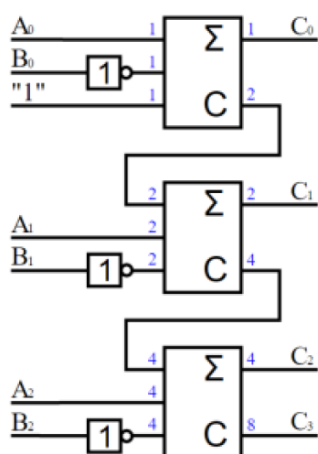 A₀ 1 Σ 1 C₀
B₀ 1 1
"1" 1 C 2
2 Σ 2 C₁
A₁ 2
B₁ 1 2 C 4
4 Σ 4 C₂
A₂ 4
B₂ 1 4 C 8 C₃